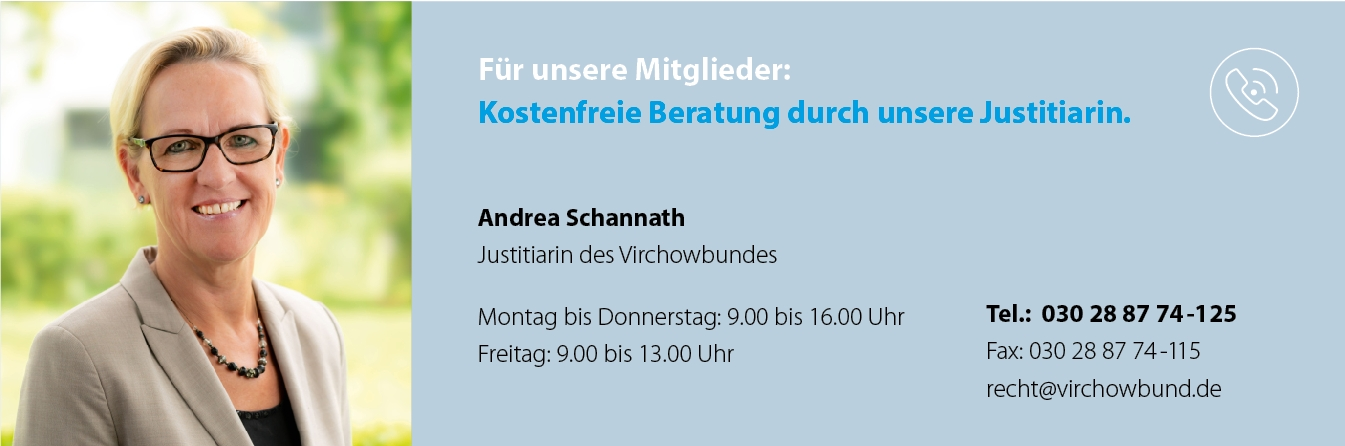 Für unsere Mitglieder:
Kostenfreie Beratung durch unsere Justitiarin.
Andrea Schannath
Justitiarin des Virchowbundes
Montag bis Donnerstag: 9.00 bis 16.00 Uhr
Freitag: 9.00 bis 13.00 Uhr
Tel.: 030 28 87 74-125
Fax: 030 28 87 74-115
recht@virchowbund.de